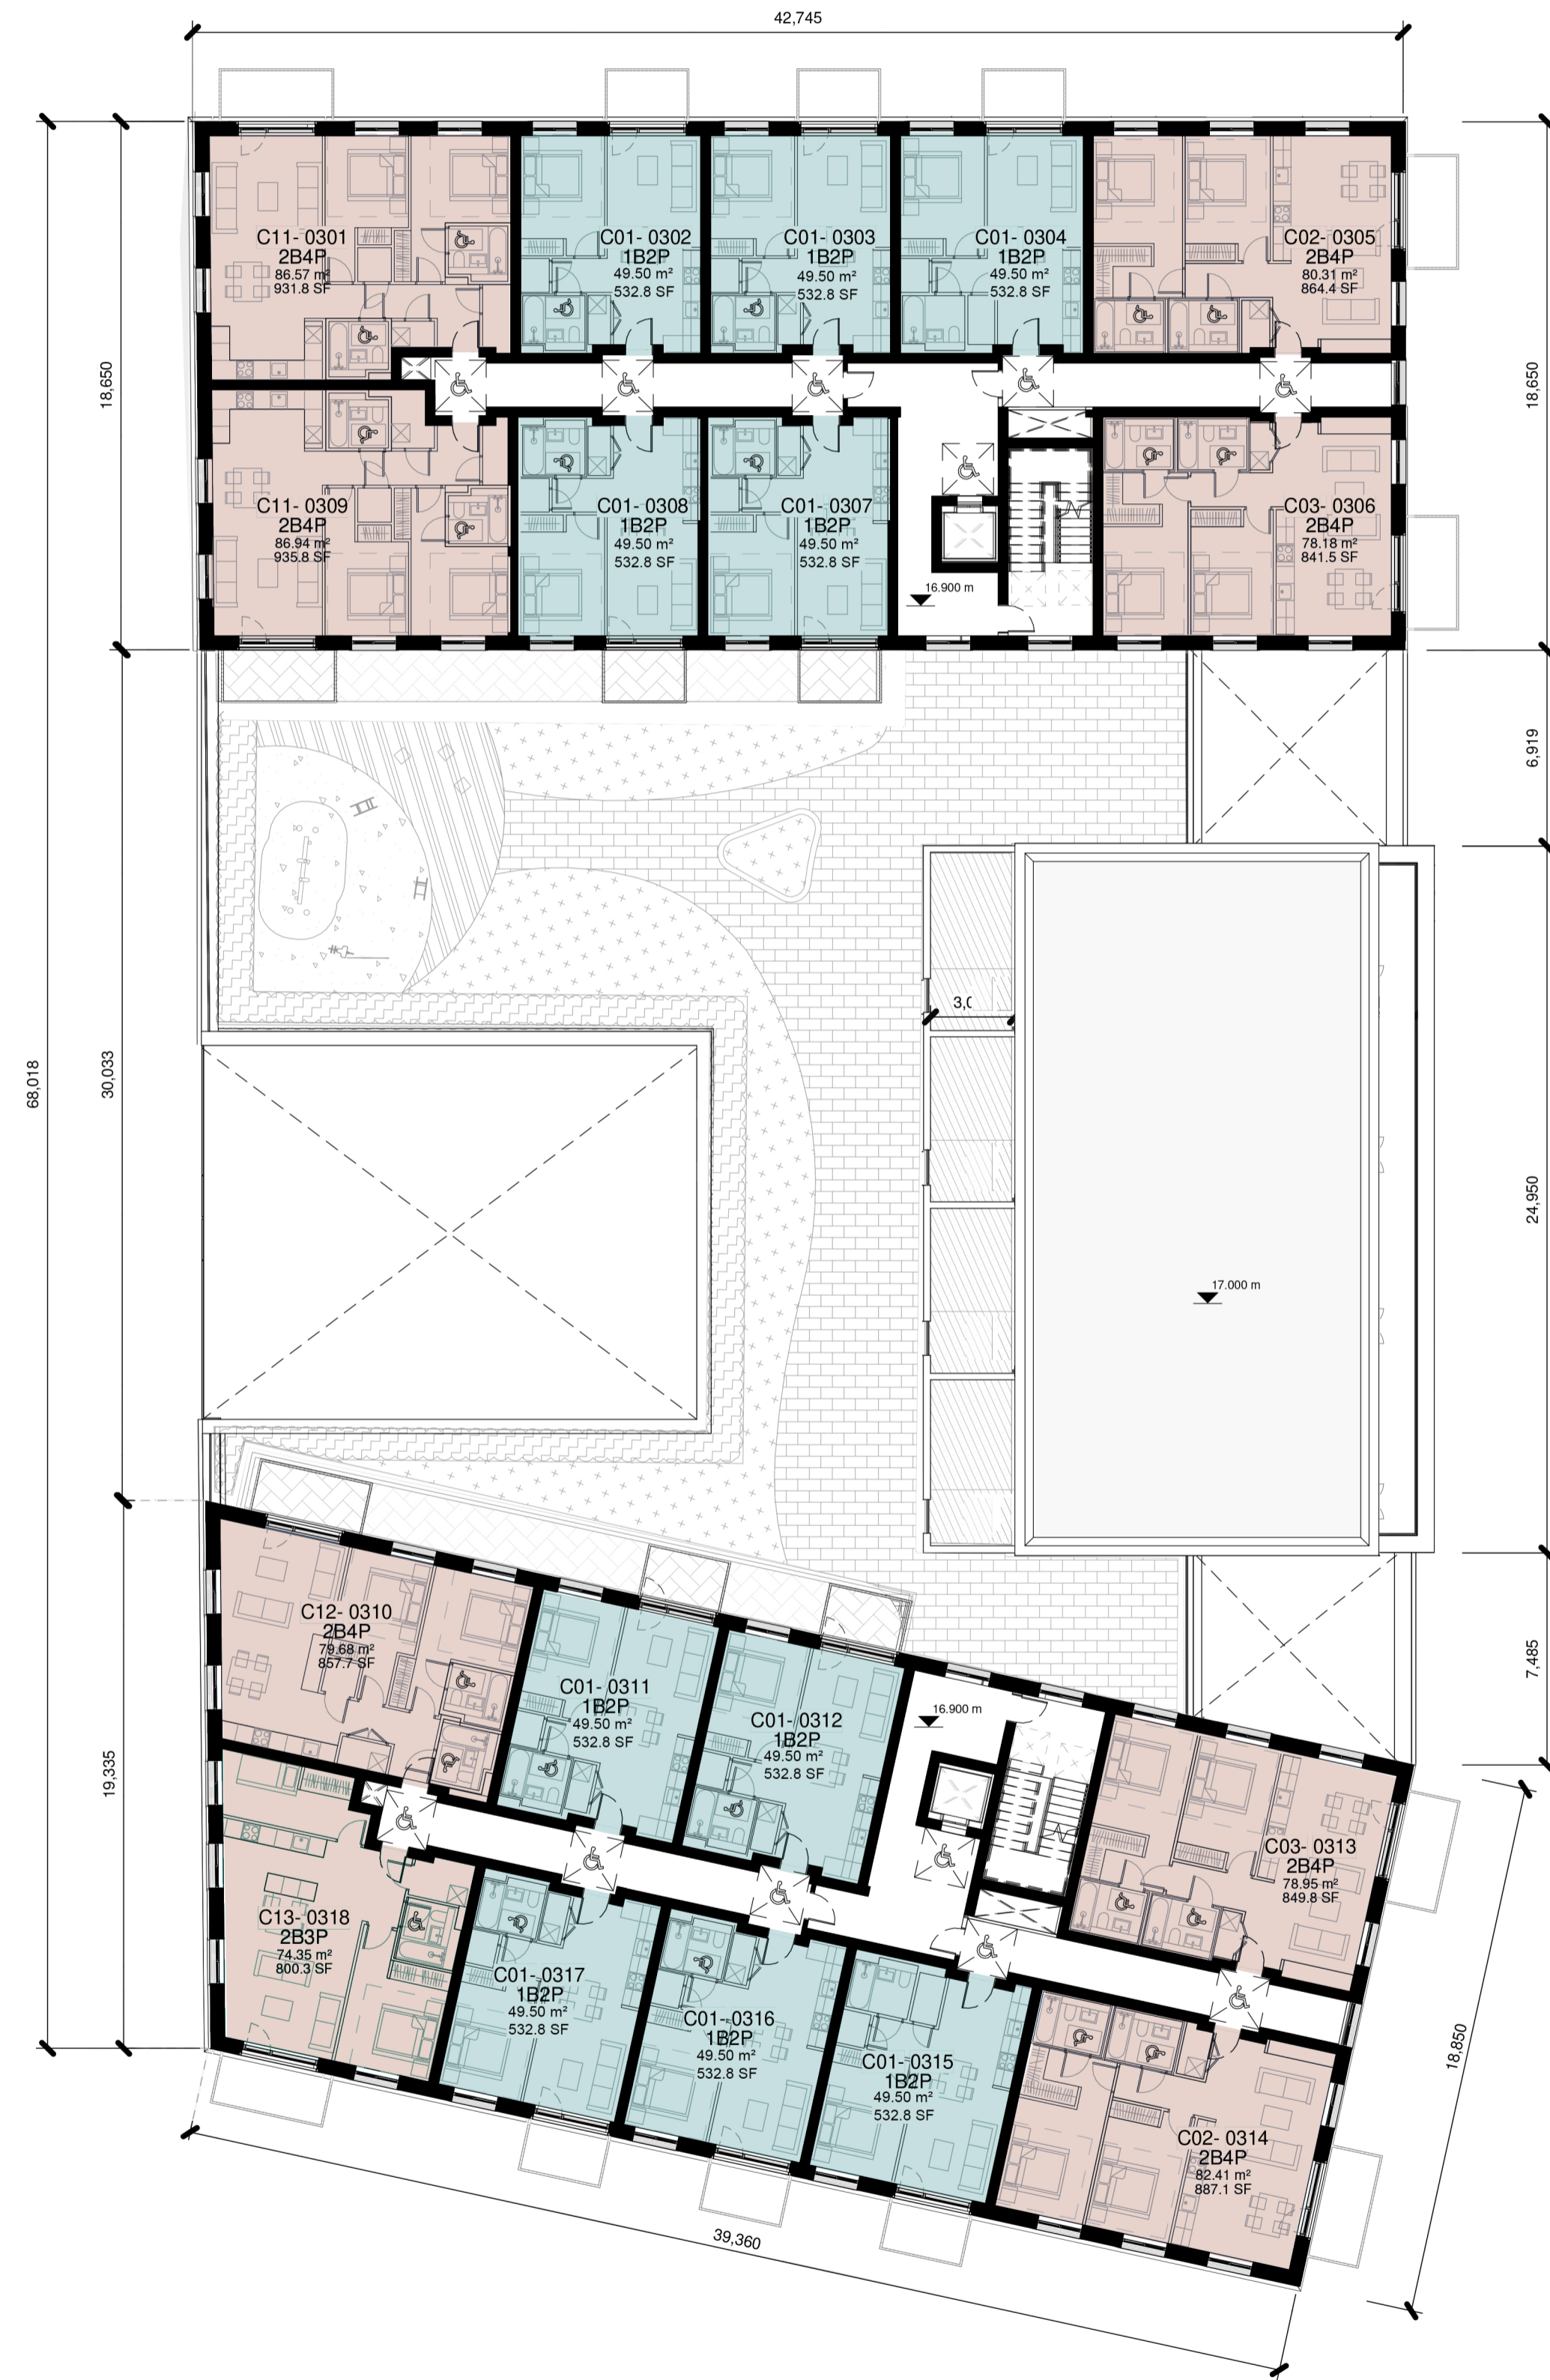 42,745
C11- 0301
2B4P
86.57 m²
931.8 SF
C01- 0302
1B2P
49.50 m²
532.8 SF
C01- 0303
1B2P
49.50 m²
532.8 SF
C01- 0304
1B2P
49.50 m²
532.8 SF
C02- 0305
2B4P
80.31 m²
864.4 SF
18,650
18,650
C11- 0309
2B4P
86.94 m²
935.8 SF
C01- 0308
1B2P
49.50 m²
532.8 SF
C01- 0307
1B2P
49.50 m²
532.8 SF
C03- 0306
2B4P
78.18 m²
841.5 SF
16.900 m
6,919
3,0
68,018
30,033
24,950
17.000 m
C12- 0310
2B4P
79.68 m²
857.7 SF
C01- 0311
1B2P
49.50 m²
532.8 SF
C01- 0312
1B2P
49.50 m²
532.8 SF
16.900 m
7,485
19,335
C03- 0313
2B4P
78.95 m²
849.8 SF
C13- 0318
2B3P
74.35 m²
800.3 SF
C01- 0317
1B2P
49.50 m²
532.8 SF
C01- 0316
1B2P
49.50 m²
532.8 SF
C01- 0315
1B2P
49.50 m²
532.8 SF
C02- 0314
2B4P
82.41 m²
887.1 SF
18,850
39,360